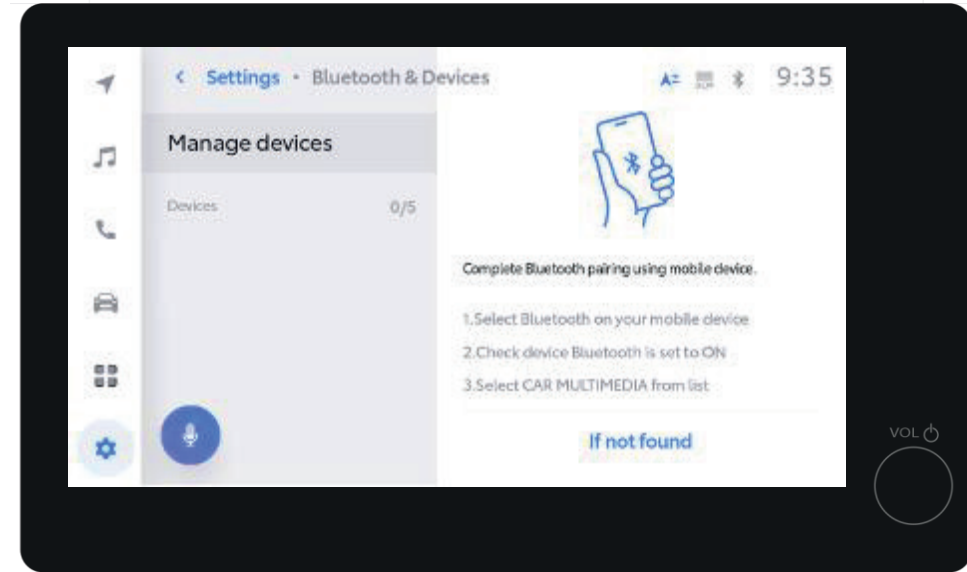 < Settings • Bluetooth & Devices
9:35
Manage devices
Devices 0/5
Complete Bluetooth pairing using mobile device.
1.Select Bluetooth on your mobile device
2.Check device Bluetooth is set to ON
3.Select CAR MULTIMEDIA from list
If not found
VOL